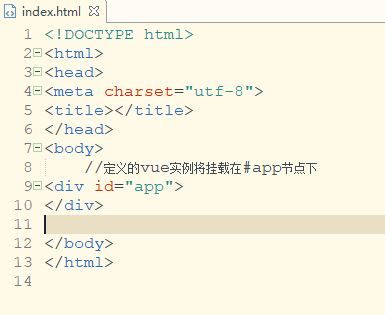 index.html
1 <!DOCTYPE html>
2 <html>
3 <head>
4 <meta charset="utf-8">
5 <title></title>
6 </head>
7 <body>
8     //定义的vue实例将挂载在#app节点下
9 <div id="app">
10 </div>
11
12 </body>
13 </html>
14